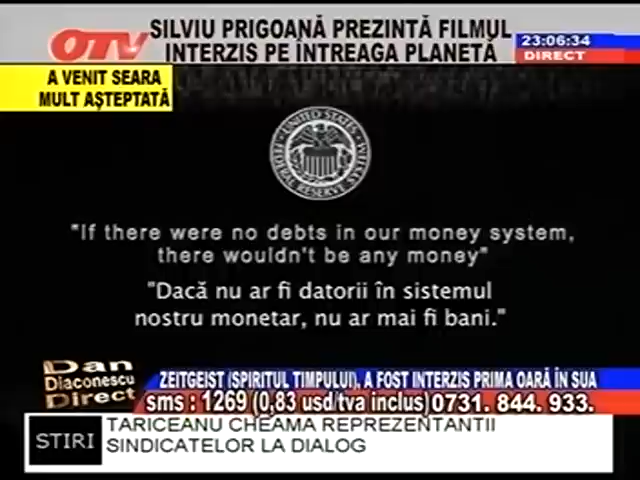 OTV
SILVIU PRIGOANĂ PREZINTĂ FILMUL
INTERZIS PE ÎNTREAGA PLANETĂ
23:06:34
DIRECT
A VENIT SEARA
MULT AȘTEPTATĂ
UNITED STATES
FEDERAL RESERVE SYSTEM
"If there were no debts in our money system,
there wouldn't be any money"
"Dacă nu ar fi datorii în sistemul
nostru monetar, nu ar mai fi bani."
Dan
Diaconescu
Direct
ZEITGEIST (SPIRITUL TIMPULUI), A FOST INTERZIS PRIMA OARĂ ÎN SUA
sms : 1269 (0,83 usd/tva inclus) 0731. 844. 933.
STIRI
TARICEANU CHEAMA REPREZENTANTII
SINDICATELOR LA DIALOG